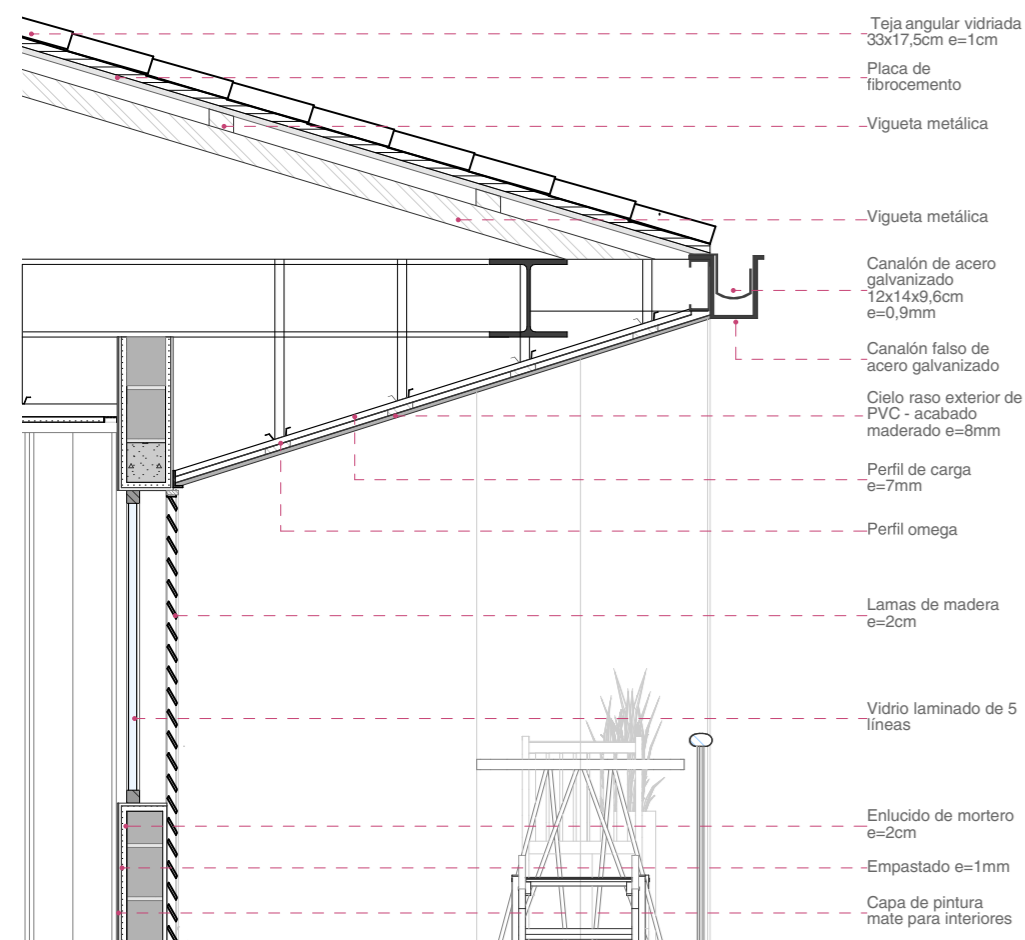 Teja angular vidriada
33x17,5cm e=1cm
Placa de
fibrocemento
Vigueta metálica
Vigueta metálica
Canalón de acero
galvanizado
12x14x9,6cm
e=0,9mm
Canalón falso de
acero galvanizado
Cielo raso exterior de
PVC - acabado
maderado e=8mm
Perfil de carga
e=7mm
Perfil omega
Lamas de madera
e=2cm
Vidrio laminado de 5
líneas
Enlucido de mortero
e=2cm
Empastado e=1mm
Capa de pintura
mate para interiores